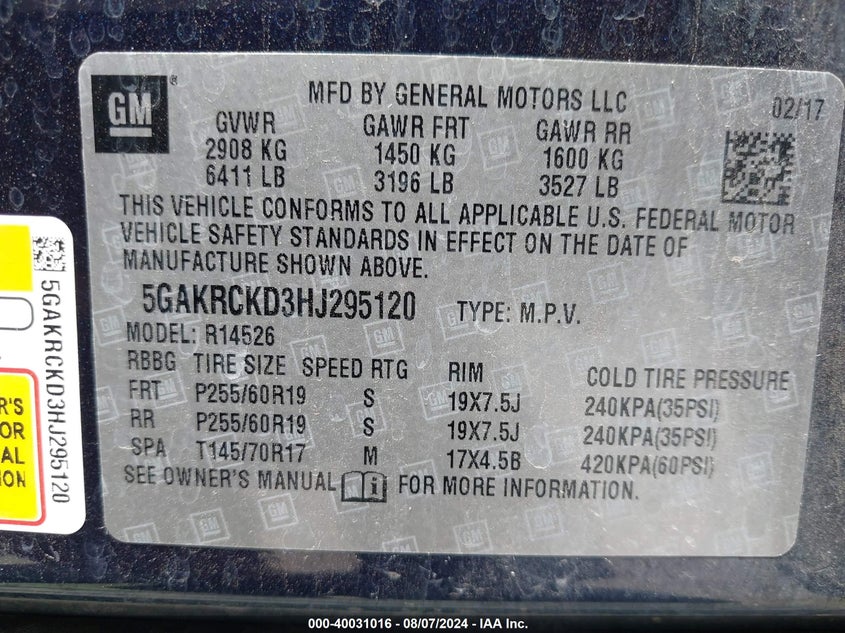 GM ®
MFD BY GENERAL MOTORS LLC
02/17
GVWR GAWR FRT GAWR RR
2908 KG 1450 KG 1600 KG
6411 LB 3196 LB 3527 LB
THIS VEHICLE CONFORMS TO ALL APPLICABLE U.S. FEDERAL MOTOR
VEHICLE SAFETY STANDARDS IN EFFECT ON THE DATE OF
MANUFACTURE SHOWN ABOVE.
5GAKRCKD3HJ295120 TYPE: M.P.V.
MODEL: R14526
RBBG TIRE SIZE SPEED RTG RIM COLD TIRE PRESSURE
FRT P255/60R19 S 19X7.5J 240KPA(35PSI)
RR P255/60R19 S 19X7.5J 240KPA(35PSI)
SPA T145/70R17 M 17X4.5B 420KPA(60PSI)
SEE OWNER'S MANUAL FOR MORE INFORMATION.
5GAKRCKD3HJ295120
R'S
OR
AL
ION
000-40031016 - 08/07/2024 - IAA Inc.